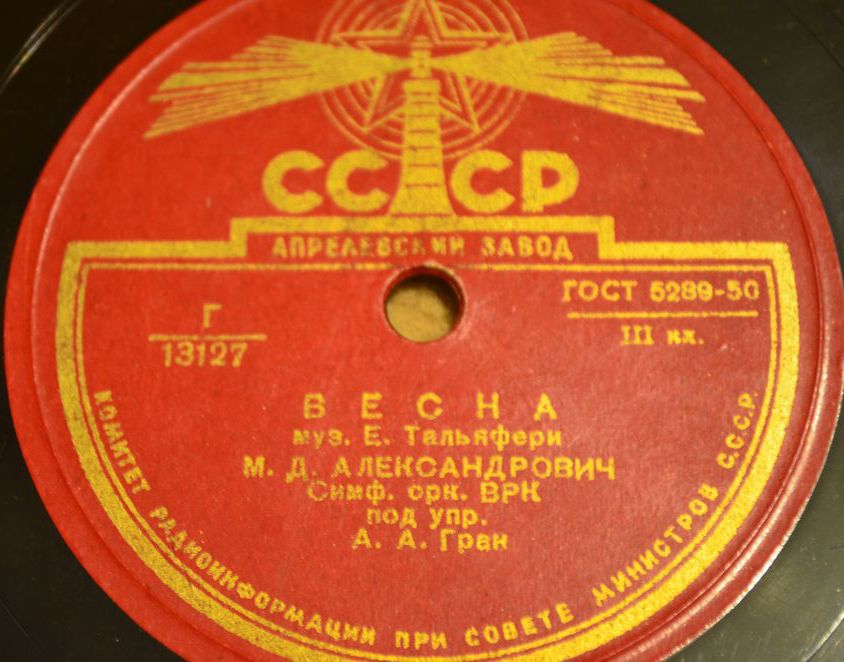 СССР
АПРЕЛЕВСКИЙ ЗАВОД
Г
13127
ГОСТ 5289-50
III кл.
ВЕСНА
муз. Е. Тальяфери
М. Д. АЛЕКСАНДРОВИЧ
Симф. орк. ВРК
под упр.
А. А. Гран
КОМИТЕТ РАДИОИНФОРМАЦИИ ПРИ СОВЕТЕ МИНИСТРОВ С.С.С.Р.